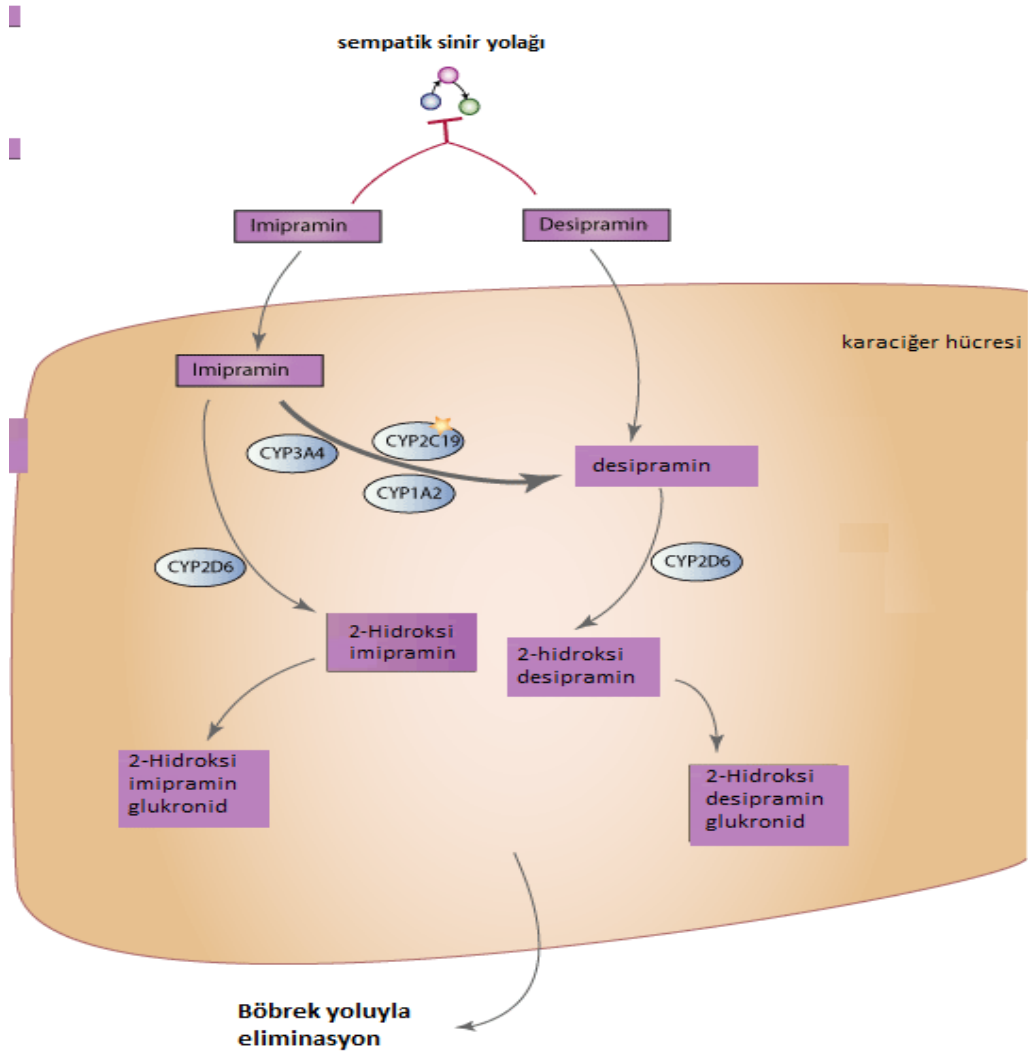 sempatik sinir yolağı
Imipramin
Desipramin
karaciğer hücresi
Imipramin
CYP3A4
CYP2C19
CYP1A2
desipramin
CYP2D6
CYP2D6
2-Hidroksi
imipramin
2-hidroksi
desipramin
2-Hidroksi
imipramin
glukronid
2-Hidroksi
desipramin
glukronid
Böbrek yoluyla
eliminasyon